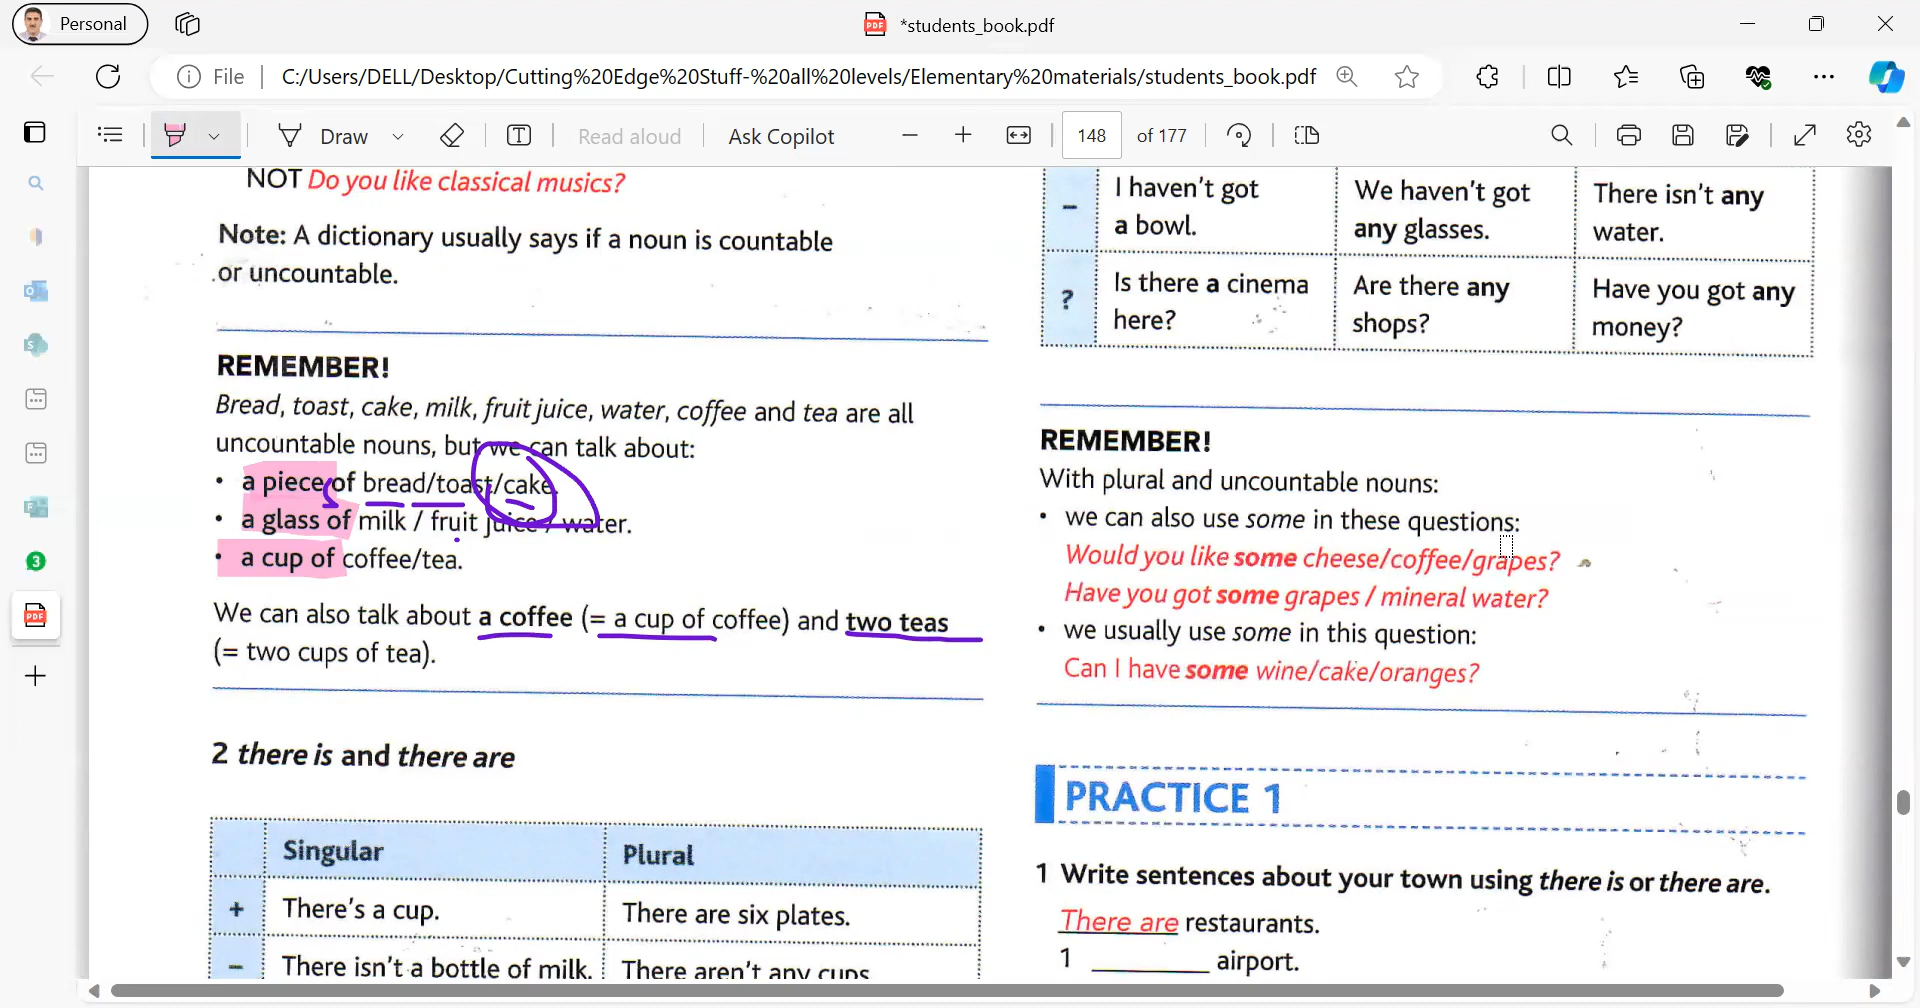 Personal
*students_book.pdf
File
C:/Users/DELL/Desktop/Cutting%20Edge%20Stuff-%20all%20levels/Elementary%20materials/students_book.pdf
Draw
Read aloud
Ask Copilot
148 of 177
NOT Do you like classical musics?
Note: A dictionary usually says if a noun is countable
or uncountable.
REMEMBER!
Bread, toast, cake, milk, fruit juice, water, coffee and tea are all
uncountable nouns, but we can talk about:
• a piece of bread/toast/cake.
• a glass of milk / fruit juice / water.
• a cup of coffee/tea.
We can also talk about a coffee (= a cup of coffee) and two teas
(= two cups of tea).
2 there is and there are
Singular Plural
+ There's a cup. There are six plates.
– There isn't a bottle of milk. There aren't any cups
– I haven't got
a bowl.
We haven't got
any glasses.
There isn't any
water.
? Is there a cinema
here?
Are there any
shops?
Have you got any
money?
REMEMBER!
With plural and uncountable nouns:
• we can also use some in these questions:
Would you like some cheese/coffee/grapes?
Have you got some grapes / mineral water?
• we usually use some in this question:
Can I have some wine/cake/oranges?
PRACTICE 1
1 Write sentences about your town using there is or there are.
There are restaurants.
1 ________ airport.
3
PDF